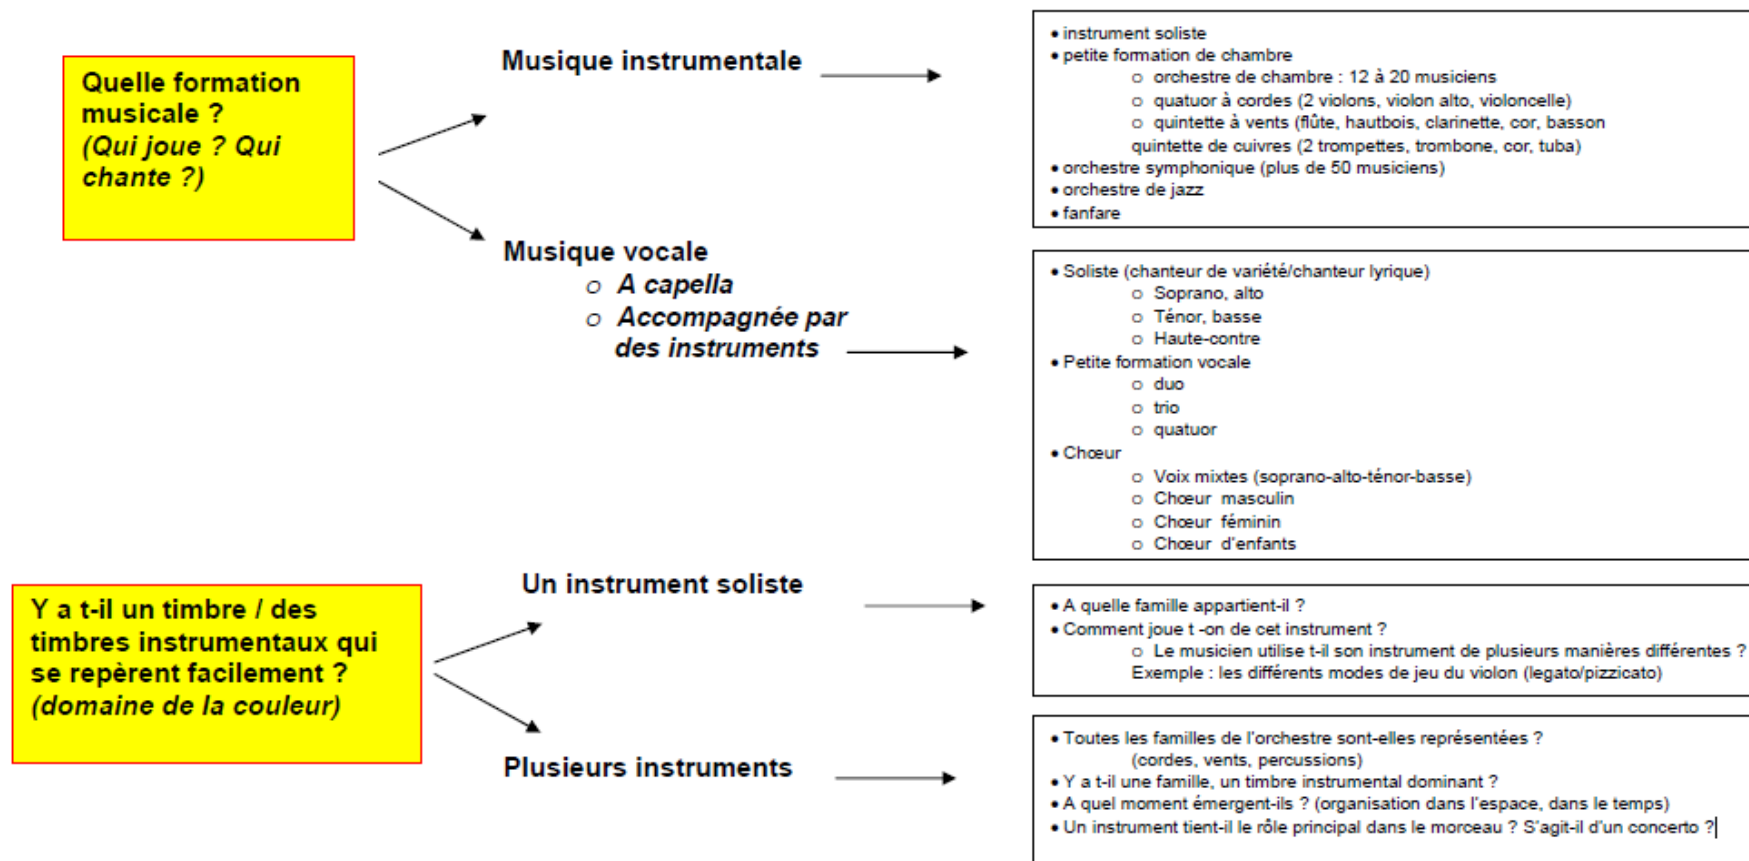 Quelle formation
musicale ?
(Qui joue ? Qui
chante ?)
Musique instrumentale
• instrument soliste
• petite formation de chambre
o orchestre de chambre : 12 à 20 musiciens
o quatuor à cordes (2 violons, violon alto, violoncelle)
o quintette à vents (flûte, hautbois, clarinette, cor, basson
quintette de cuivres (2 trompettes, trombone, cor, tuba)
• orchestre symphonique (plus de 50 musiciens)
• orchestre de jazz
• fanfare
Musique vocale
o A capella
o Accompagnée par
des instruments
• Soliste (chanteur de variété/chanteur lyrique)
o Soprano, alto
o Ténor, basse
o Haute-contre
• Petite formation vocale
o duo
o trio
o quatuor
• Chœur
o Voix mixtes (soprano-alto-ténor-basse)
o Chœur masculin
o Chœur féminin
o Chœur d'enfants
Y a t-il un timbre / des
timbres instrumentaux qui
se repèrent facilement ?
(domaine de la couleur)
Un instrument soliste
• A quelle famille appartient-il ?
• Comment joue t -on de cet instrument ?
o Le musicien utilise t-il son instrument de plusieurs manières différentes ?
Exemple : les différents modes de jeu du violon (legato/pizzicato)
Plusieurs instruments
• Toutes les familles de l'orchestre sont-elles représentées ?
(cordes, vents, percussions)
• Y a t-il une famille, un timbre instrumental dominant ?
• A quel moment émergent-ils ? (organisation dans l'espace, dans le temps)
• Un instrument tient-il le rôle principal dans le morceau ? S'agit-il d'un concerto ?